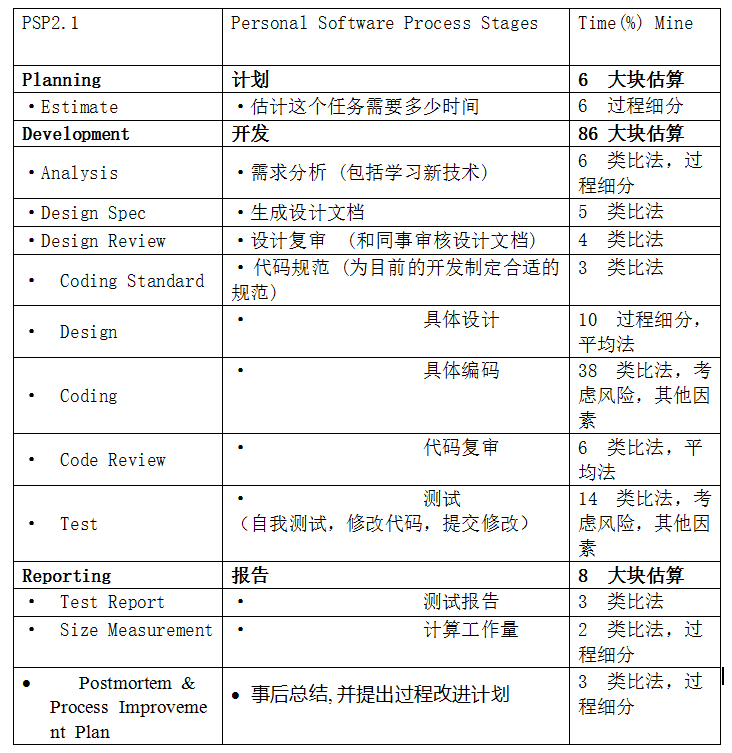 PSP2.1 Personal Software Process Stages Time(%) Mine
Planning 计划 6 大块估算
·Estimate ·估计这个任务需要多少时间 6 过程细分
Development 开发 86 大块估算
·Analysis ·需求分析 (包括学习新技术) 6 类比法, 过
程细分
·Design Spec ·生成设计文档 5 类比法
·Design Review ·设计复审 (和同事审核设计文档) 4 类比法
· Coding Standard ·代码规范 (为目前的开发制定合适的 3 类比法
规范)
· Design · 具体设计 10 过程细分,
平均法
· Coding · 具体编码 38 类比法, 考
虑风险, 其他因
素
· Code Review · 代码复审 6 类比法, 平
均法
· Test · 测试 14 类比法, 考
(自我测试, 修改代码, 提交修改) 虑风险, 其他因
素
Reporting 报告 8 大块估算
· Test Report · 测试报告 3 类比法
· Size Measurement · 计算工作量 2 类比法, 过
程细分
● Postmortem & ● 事后总结, 并提出过程改进计划 3 类比法, 过
Process Improveme 程细分
nt Plan